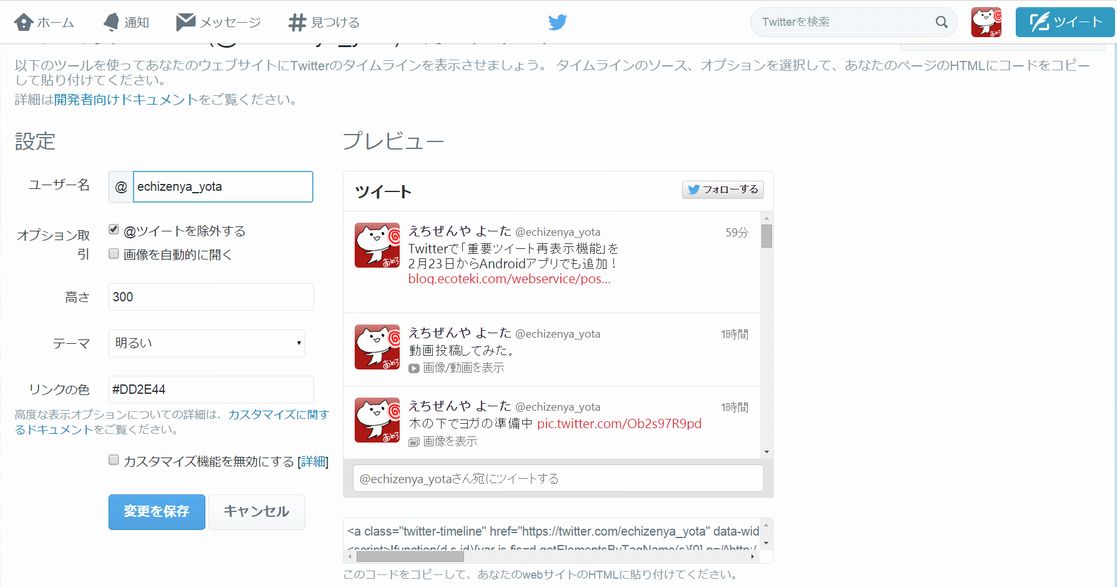 ホーム 通知 メッセージ 見つける Twitterを検索 ツイート
以下のツールを使ってあなたのウェブサイトにTwitterのタイムラインを表示させましょう。 タイムラインのソース、オプションを選択して、あなたのページのHTMLにコードをコピー
して貼り付けてください。
詳細は開発者向けドキュメントをご覧ください。
設定
ユーザー名 @ echizenya_yota
オプション取
引
@ツイートを除外する
画像を自動的に開く
高さ 300
テーマ 明るい
リンクの色 #DD2E44
高度な表示オプションについての詳細は、カスタマイズに関す
るドキュメントをご覧ください。
カスタマイズ機能を無効にする [詳細]
変更を保存 キャンセル
プレビュー
ツイート フォローする
えちぜんや よーた @echizenya_yota 59分
Twitterで「重要ツイート再表示機能」を
2月23日からAndroidアプリでも追加！
blog.ecoteki.com/webservice/pos...
えちぜんや よーた @echizenya_yota 1時間
動画投稿してみた。
画像/動画を表示
えちぜんや よーた @echizenya_yota 1時間
木の下でヨガの準備中 pic.twitter.com/Ob2s97R9pd
画像を表示
@echizenya_yotaさん宛にツイートする
<a class="twitter-timeline" href="https://twitter.com/echizenya_yota" data-wid
<script>!function(d,s,id){var js,fjs=d.getElementsByTagName(s)[0],p=/^http:/
このコードをコピーして、あなたのwebサイトのHTMLに貼り付けてください。